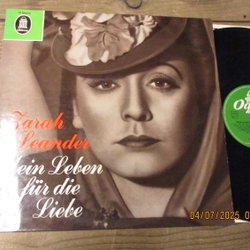 Zarah
Leander
ein Leben
für die
Liebe
04/07/2025